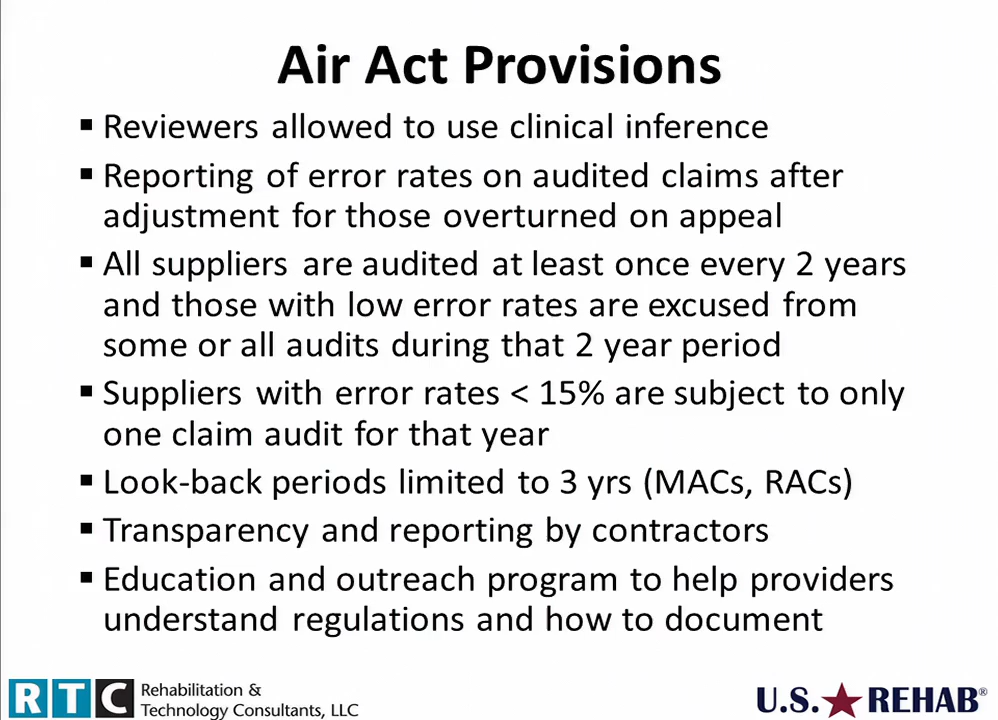 Air Act Provisions
▪ Reviewers allowed to use clinical inference
▪ Reporting of error rates on audited claims after
adjustment for those overturned on appeal
▪ All suppliers are audited at least once every 2 years
and those with low error rates are excused from
some or all audits during that 2 year period
▪ Suppliers with error rates < 15% are subject to only
one claim audit for that year
▪ Look-back periods limited to 3 yrs (MACs, RACs)
▪ Transparency and reporting by contractors
▪ Education and outreach program to help providers
understand regulations and how to document
RTC Rehabilitation &
Technology Consultants, LLC
U.S. REHAB®